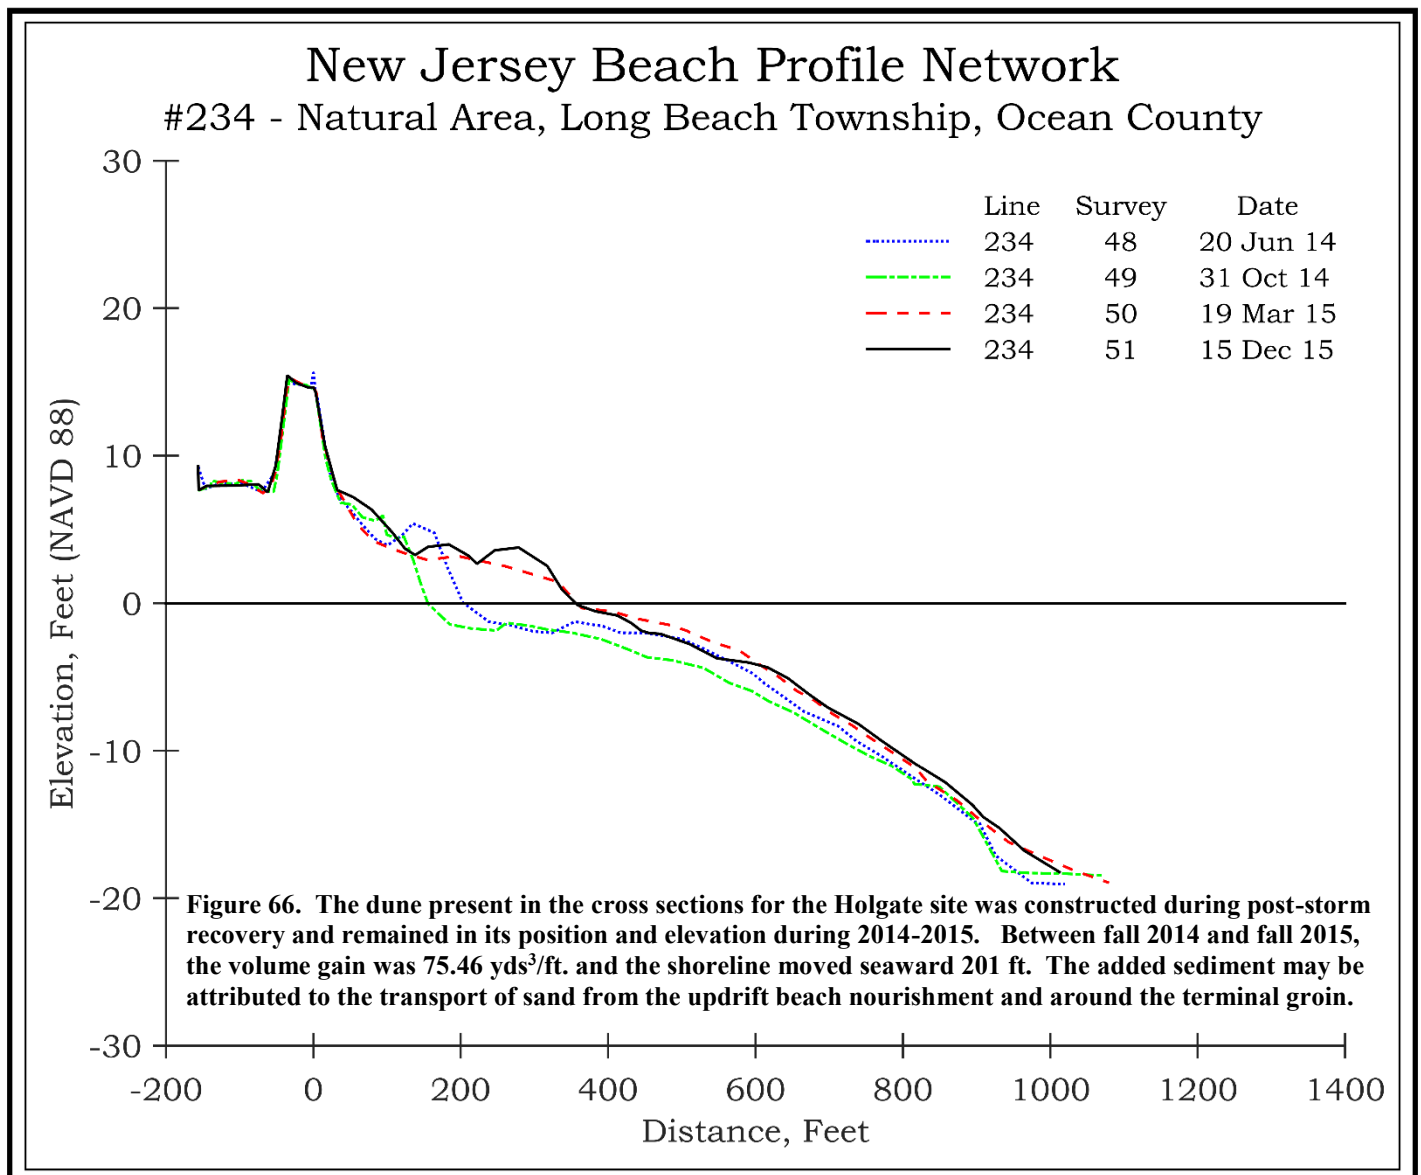 New Jersey Beach Profile Network
#234 - Natural Area, Long Beach Township, Ocean County
30
20
10
0
-10
-20
-30
Elevation, Feet (NAVD 88)
Line Survey Date
234 48 20 Jun 14
234 49 31 Oct 14
234 50 19 Mar 15
234 51 15 Dec 15
Figure 66. The dune present in the cross sections for the Holgate site was constructed during post-storm
recovery and remained in its position and elevation during 2014-2015. Between fall 2014 and fall 2015,
the volume gain was 75.46 yds³/ft. and the shoreline moved seaward 201 ft. The added sediment may be
attributed to the transport of sand from the updrift beach nourishment and around the terminal groin.
-200 0 200 400 600 800 1000 1200 1400
Distance, Feet